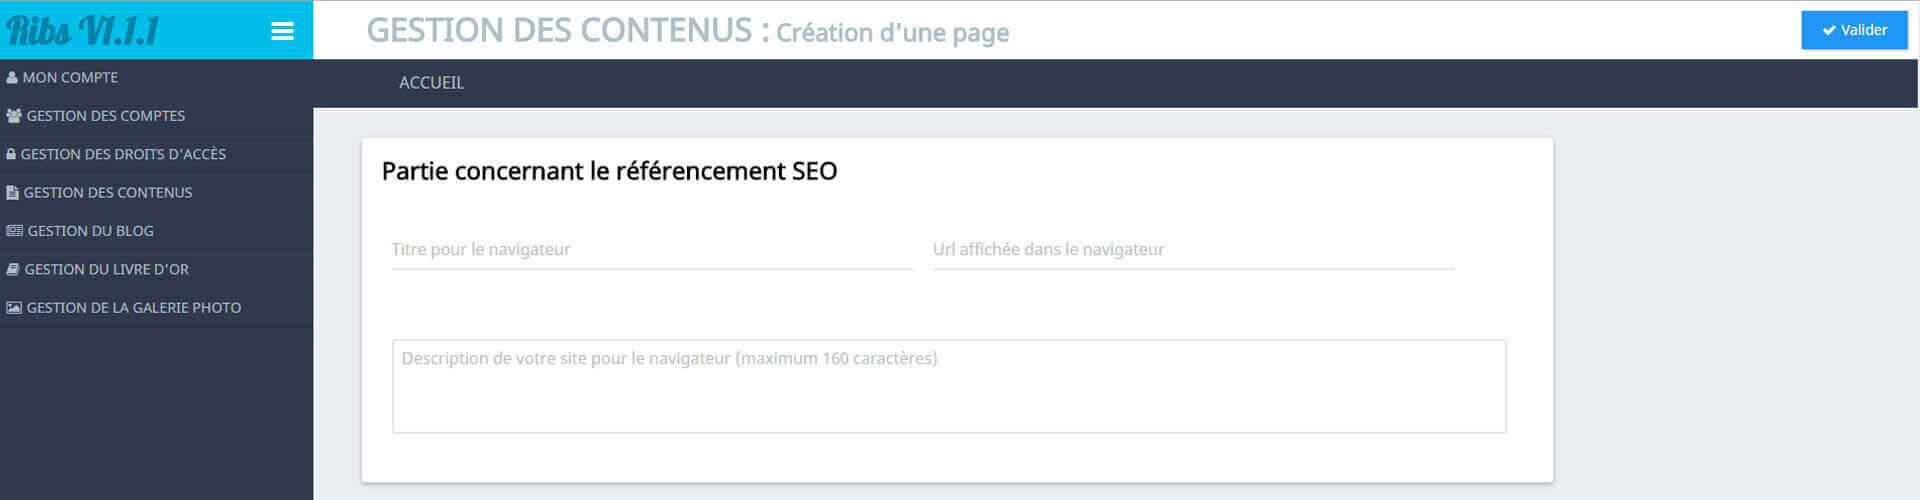 Ribs V1.1.1
GESTION DES CONTENUS : Création d'une page
Valider
MON COMPTE
ACCUEIL
GESTION DES COMPTES
GESTION DES DROITS D'ACCÈS
GESTION DES CONTENUS
GESTION DU BLOG
GESTION DU LIVRE D'OR
GESTION DE LA GALERIE PHOTO
Partie concernant le référencement SEO
Titre pour le navigateur
Url affichée dans le navigateur
Description de votre site pour le navigateur (maximum 160 caractères)